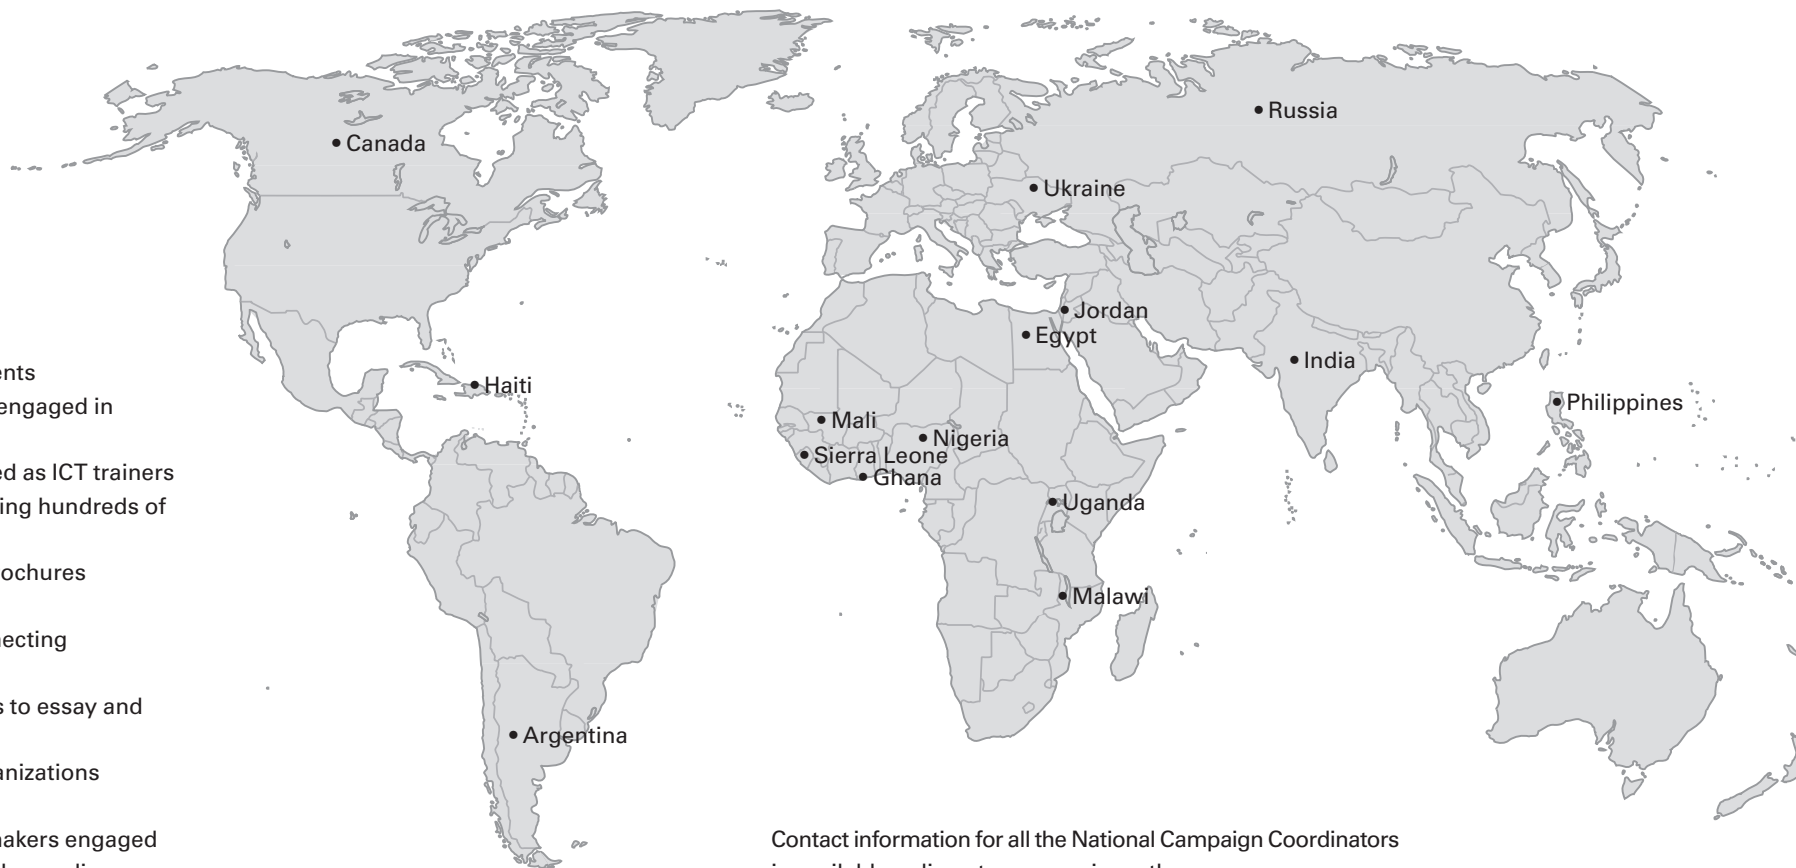 Russia
Canada
Ukraine
Jordan
Egypt
India
Haiti
Philippines
Mali
Nigeria
Sierra Leone
Ghana
Uganda
Malawi
Argentina
ents
engaged in
ed as ICT trainers
ing hundreds of
ochures
necting
s to essay and
anizations
nakers engaged
Contact information for all the National Campaign Coordinators